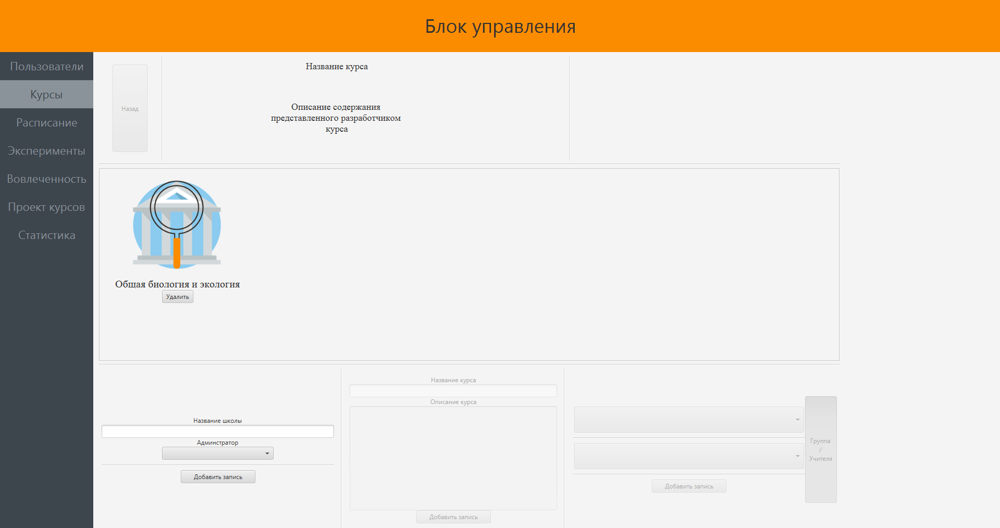 Блок управления
Пользователи
Курсы
Расписание
Эксперименты
Вовлеченность
Проект курсов
Статистика
Назад
Название курса
Описание содержания
представленного разработчиком
курса
Общая биология и экология
Удалить
Название школы
Админстратор
Добавить запись
Название курса
Описание курса
Добавить запись
Группа
/
Учителя
Добавить запись